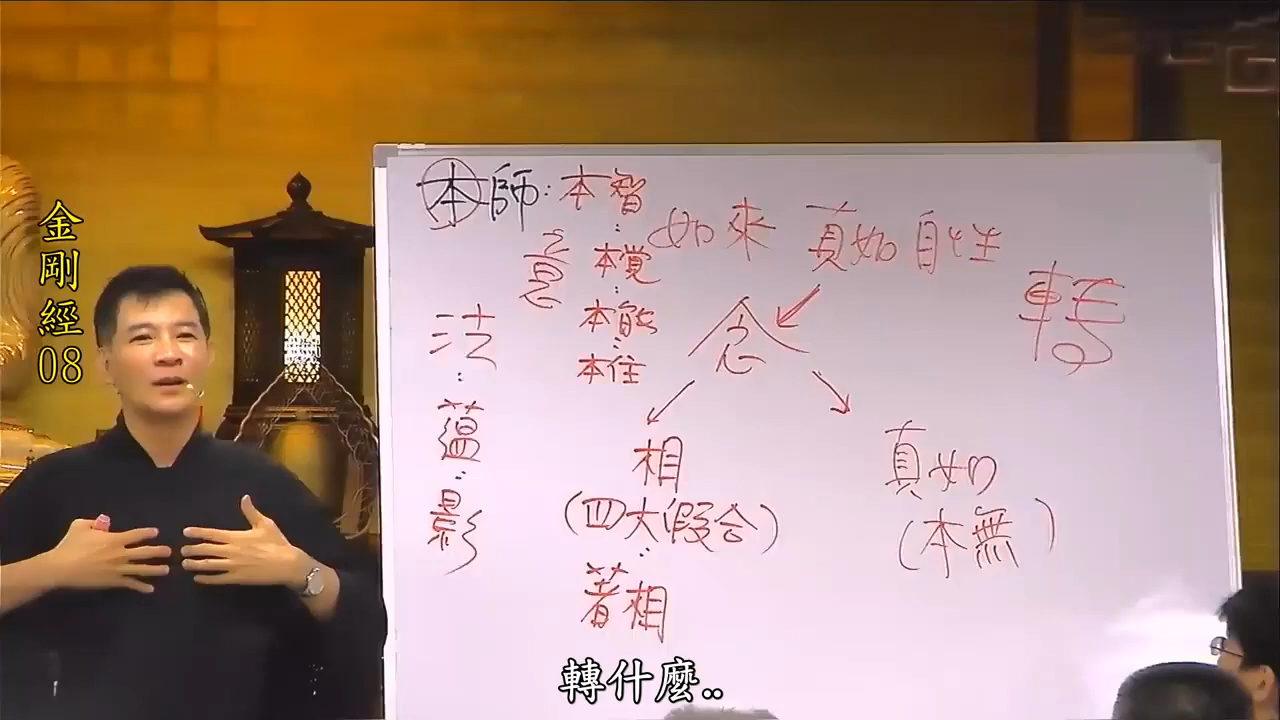 金剛經08
本師：本智
本覚
本能
本住
意
如來 真如自性
轉
念
法
蘊
影
相
(四大假合)
著相
真如
(本無)
轉什麼..